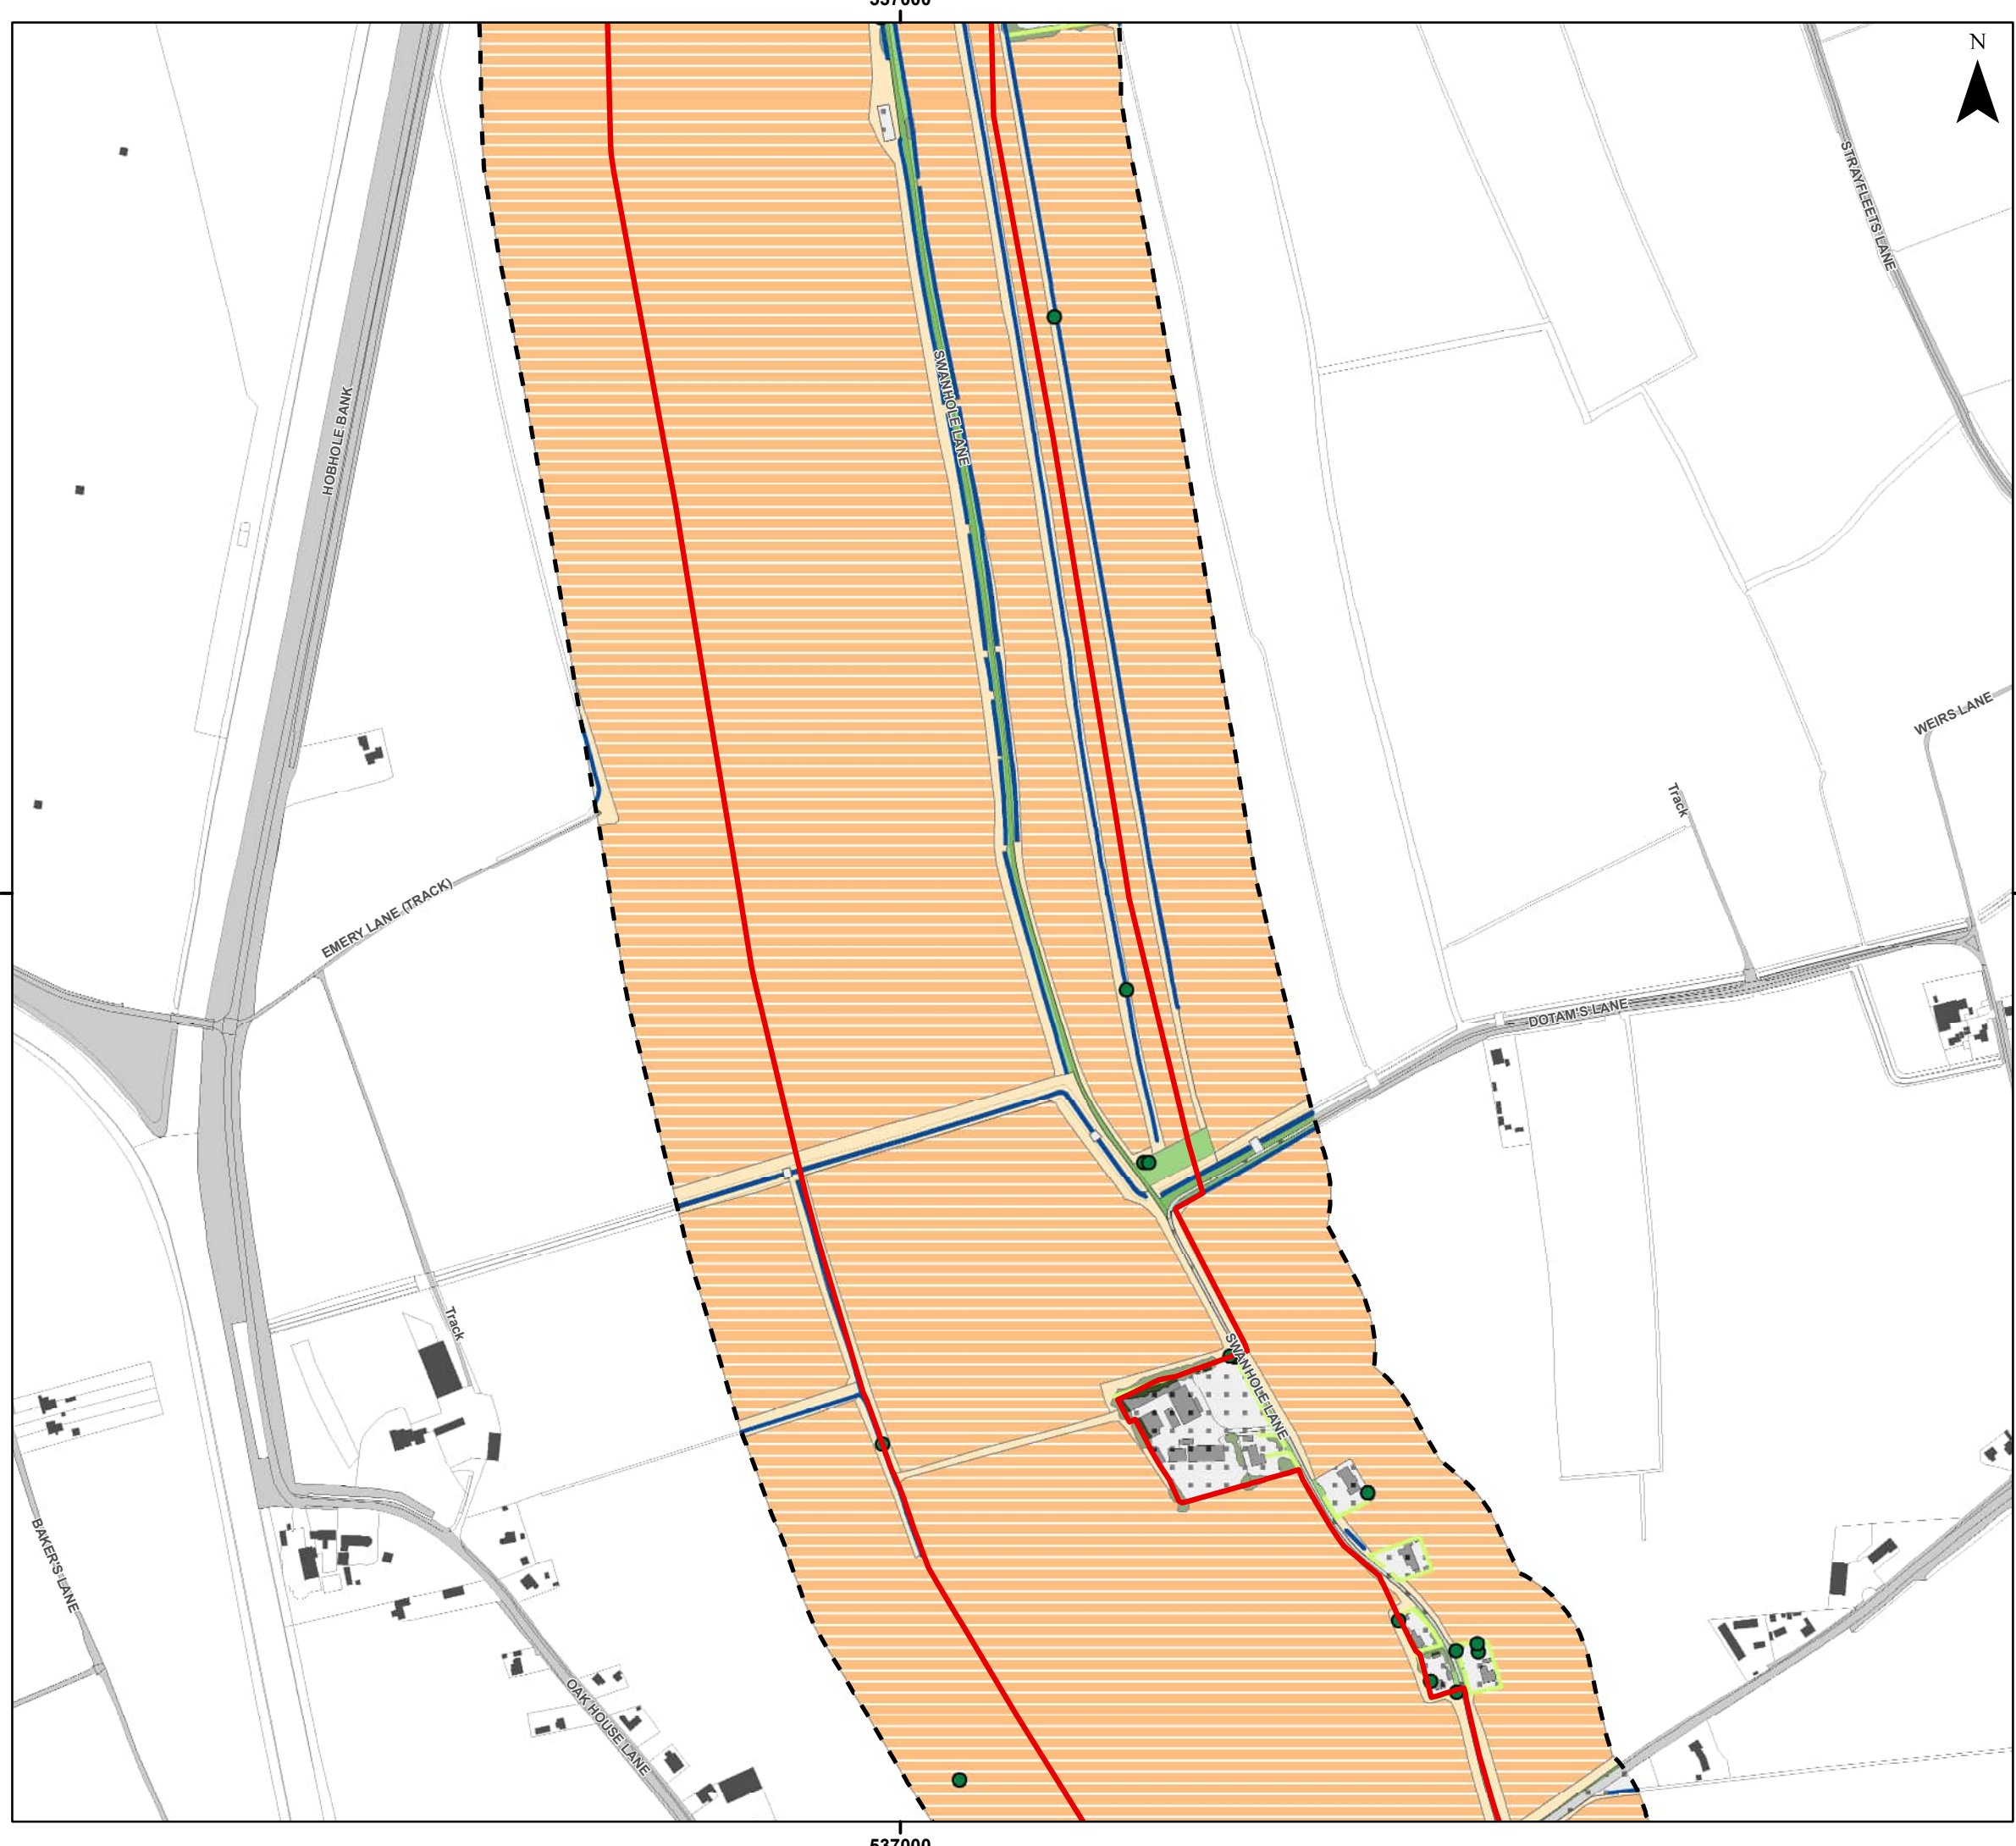 537000
N
STRAYFLEETS LANE
SWANHOLE LANE
HOBHOLE BANK
WEIRS LANE
Track
EMERY LANE (TRACK)
DOTAM'S LANE
Track
SWANHOLE LANE
BAKER'S LANE
OAK HOUSE LANE
537000